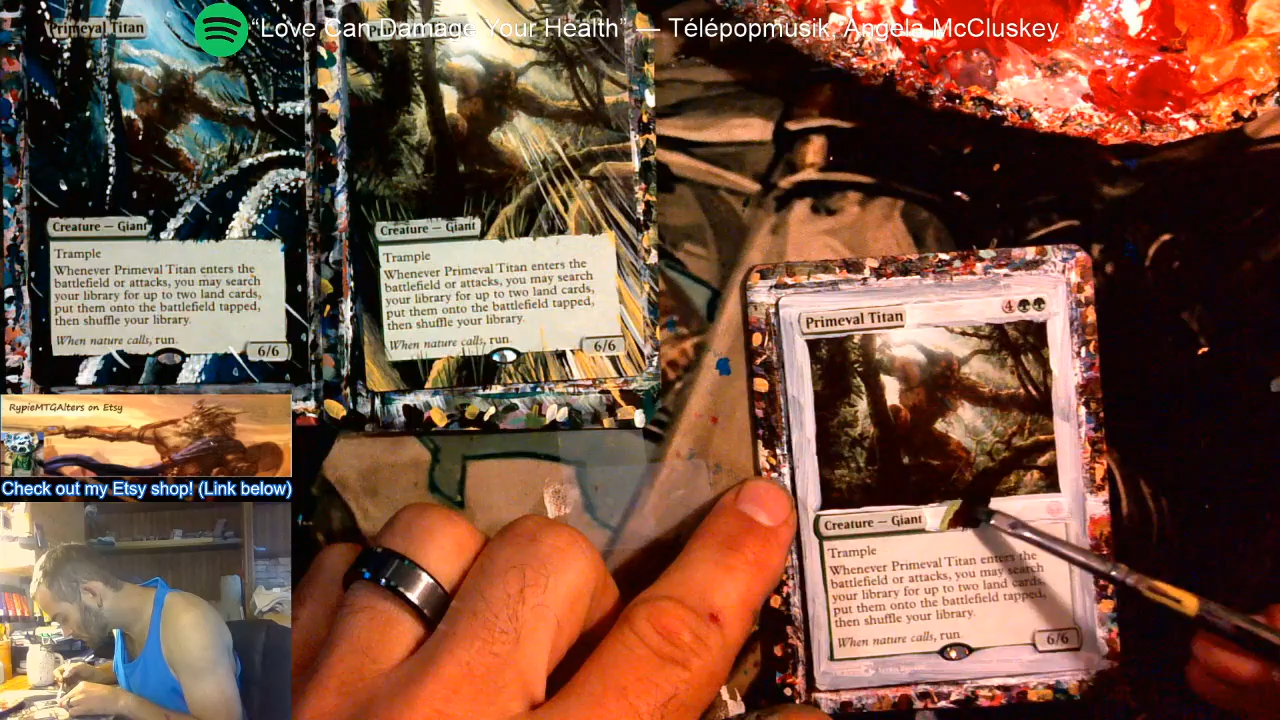 "Love Can Damage Your Health" — Télépopmusik, Angela McCluskey
Primeval Titan
Creature — Giant
Trample
Whenever Primeval Titan enters the
battlefield or attacks, you may search
your library for up to two land cards,
put them onto the battlefield tapped,
then shuffle your library.
When nature calls, run.
6/6
Creature — Giant
Trample
Whenever Primeval Titan enters the
battlefield or attacks, you may search
your library for up to two land cards,
put them onto the battlefield tapped,
then shuffle your library.
When nature calls, run.
6/6
RypieMTGAlters on Etsy
Check out my Etsy shop! (Link below)
Primeval Titan
4
Creature — Giant
Trample
Whenever Primeval Titan enters the
battlefield or attacks, you may search
your library for up to two land cards,
put them onto the battlefield tapped,
then shuffle your library.
When nature calls, run.
6/6